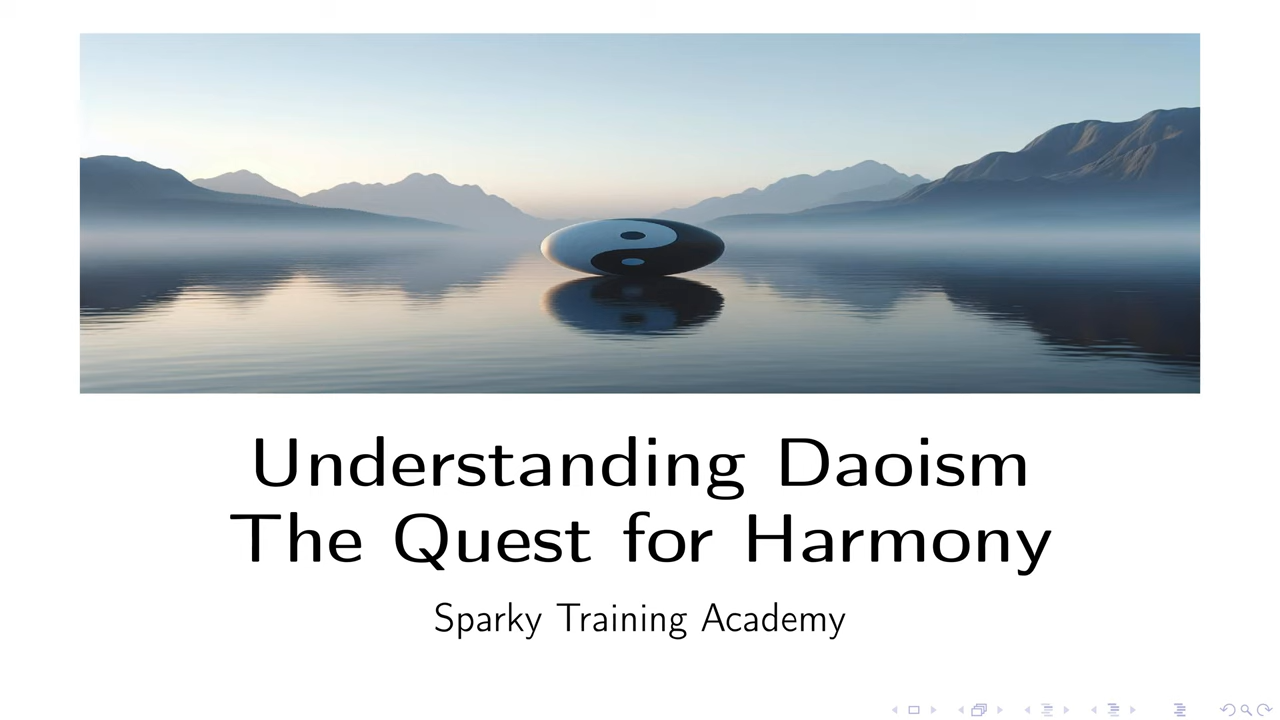 Understanding Daoism
The Quest for Harmony
Sparky Training Academy